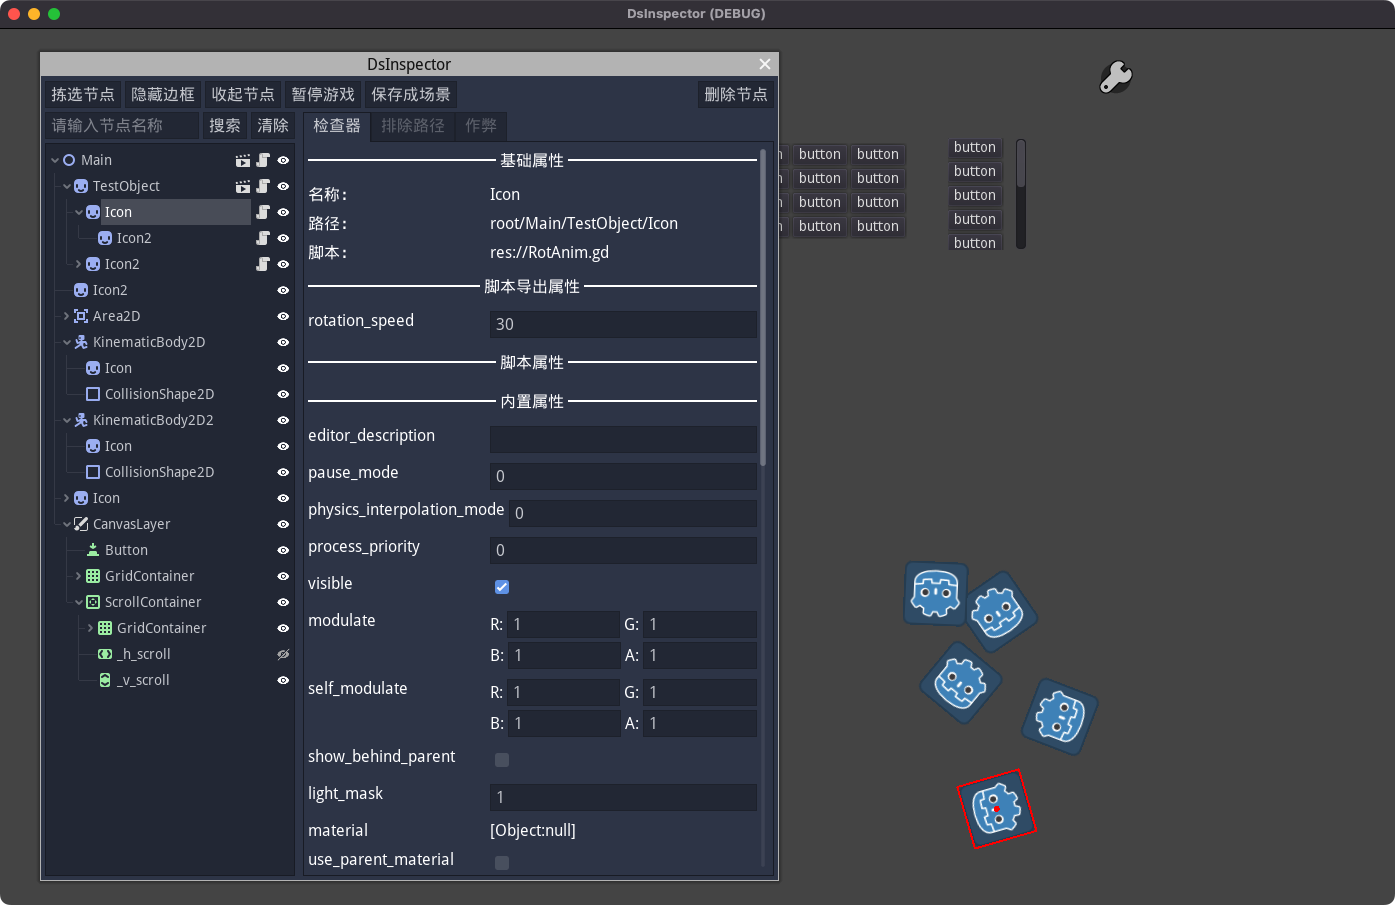 DsInspector (DEBUG)
DsInspector
拣选节点 隐藏边框 收起节点 暂停游戏 保存成场景 删除节点
请输入节点名称 搜索 清除
Main
TestObject
Icon
Icon2
Icon2
Icon2
Area2D
KinematicBody2D
Icon
CollisionShape2D
KinematicBody2D2
Icon
CollisionShape2D
Icon
CanvasLayer
Button
GridContainer
ScrollContainer
GridContainer
_h_scroll
_v_scroll
检查器 排除路径 作弊
基础属性
名称: Icon
路径: root/Main/TestObject/Icon
脚本: res://RotAnim.gd
脚本导出属性
rotation_speed 30
脚本属性
内置属性
editor_description
pause_mode 0
physics_interpolation_mode 0
process_priority 0
visible
modulate R: 1 G: 1
B: 1 A: 1
self_modulate R: 1 G: 1
B: 1 A: 1
show_behind_parent
light_mask 1
material [Object:null]
use_parent_material
button button
button button
button button
button button
button
button
button
button
button